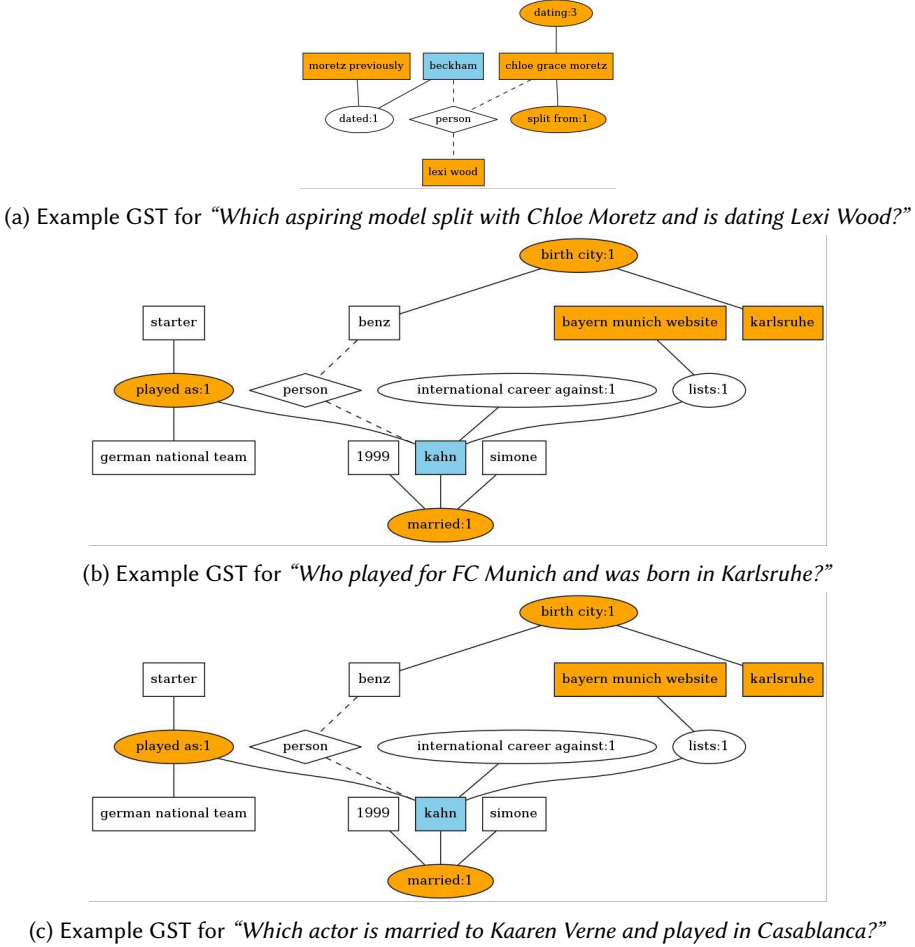 dating:3
moretz previously beckham chloe grace moretz
dated:1 person split from:1
lexi wood
(a) Example GST for “Which aspiring model split with Chloe Moretz and is dating Lexi Wood?”
birth city:1
starter benz bayern munich website karlsruhe
played as:1 person international career against:1 lists:1
german national team 1999 kahn simone
married:1
(b) Example GST for “Who played for FC Munich and was born in Karlsruhe?”
birth city:1
starter benz bayern munich website karlsruhe
played as:1 person international career against:1 lists:1
german national team 1999 kahn simone
married:1
(c) Example GST for “Which actor is married to Kaaren Verne and played in Casablanca?”